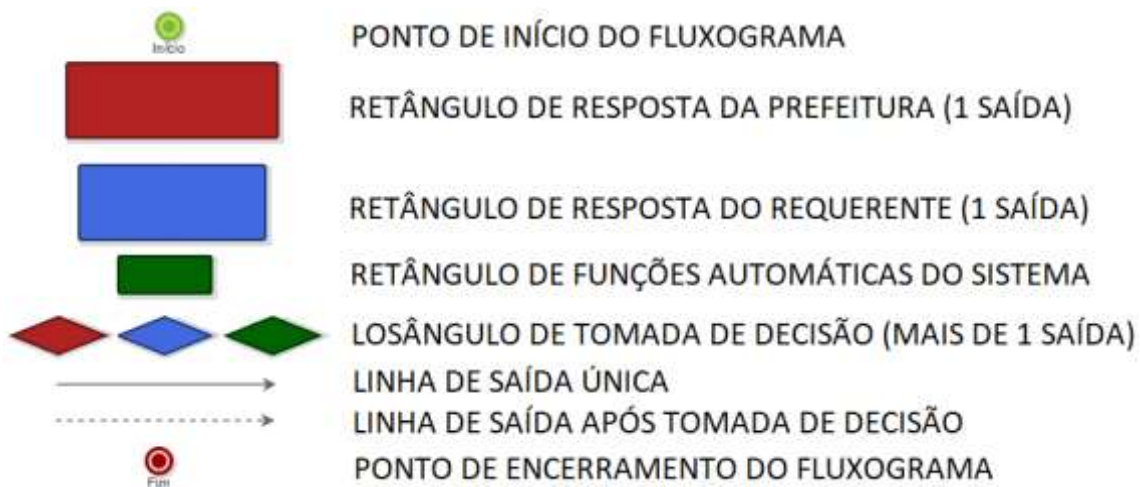 Início
PONTO DE INÍCIO DO FLUXOGRAMA
RETÂNGULO DE RESPOSTA DA PREFEITURA (1 SAÍDA)
RETÂNGULO DE RESPOSTA DO REQUERENTE (1 SAÍDA)
RETÂNGULO DE FUNÇÕES AUTOMÁTICAS DO SISTEMA
LOSÂNGULO DE TOMADA DE DECISÃO (MAIS DE 1 SAÍDA)
LINHA DE SAÍDA ÚNICA
LINHA DE SAÍDA APÓS TOMADA DE DECISÃO
PONTO DE ENCERRAMENTO DO FLUXOGRAMA